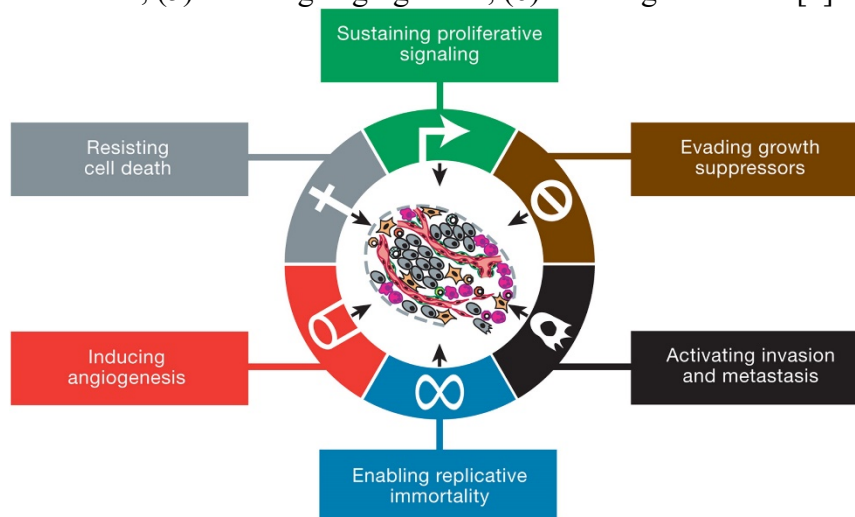 Sustaining proliferative
signaling
Resisting
cell death
Evading growth
suppressors
Inducing
angiogenesis
Activating invasion
and metastasis
Enabling replicative
immortality